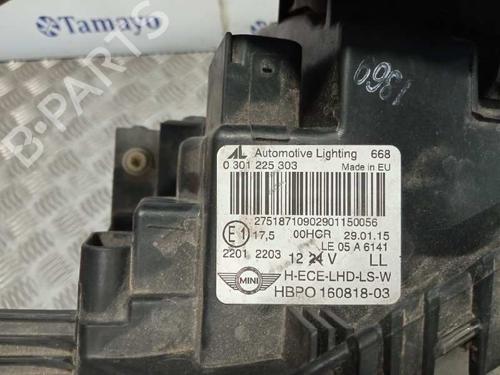 Tamayo
1369
B-Parts
AL Automotive Lighting 668
0 301 225 303 Made in EU
27518710902901150056
E1 17,5 00HCR 29.01.15
LE 05 A 6141
2201 2203 12 24 V LL
MINI H-ECE-LHD-LS-W
HBPO 160818-03